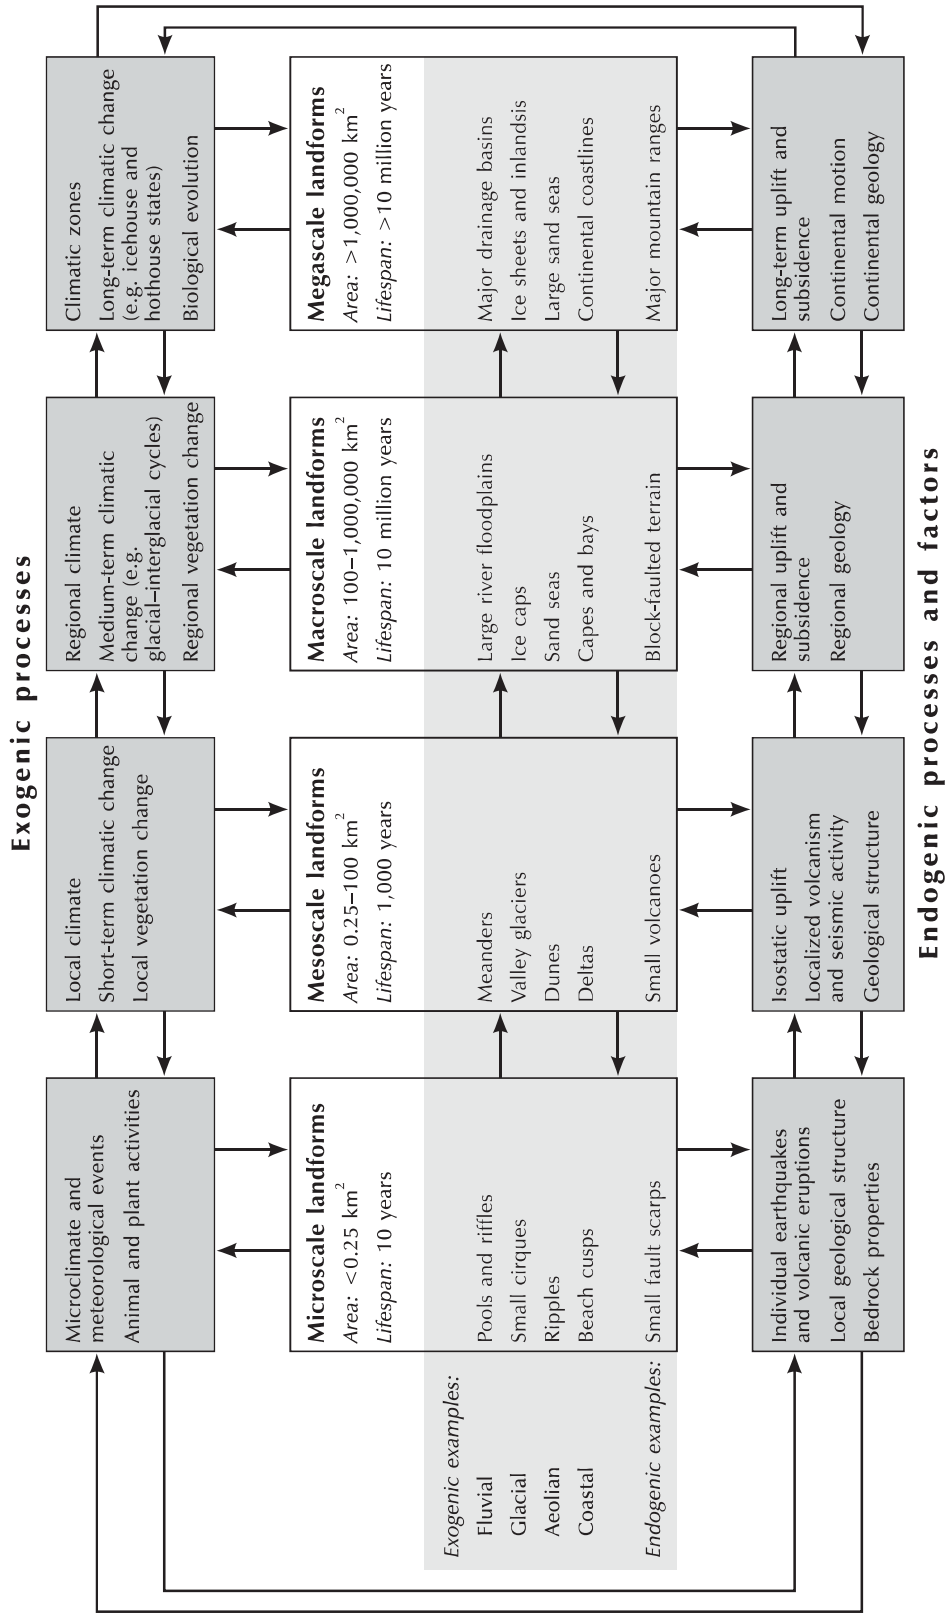 Exogenic processes
Microclimate and
meteorological events
Animal and plant activities
Local climate
Short-term climatic change
Local vegetation change
Regional climate
Medium-term climatic
change (e.g.
glacial–interglacial cycles)
Regional vegetation change
Climatic zones
Long-term climatic change
(e.g. icehouse and
hothouse states)
Biological evolution
Microscale landforms
Area: <0.25 km²
Lifespan: 10 years
Mesoscale landforms
Area: 0.25–100 km²
Lifespan: 1,000 years
Macroscale landforms
Area: 100–1,000,000 km²
Lifespan: 10 million years
Megascale landforms
Area: >1,000,000 km²
Lifespan: >10 million years
Exogenic examples:
Fluvial
Glacial
Aeolian
Coastal
Endogenic examples:
Pools and riffles
Small cirques
Ripples
Beach cusps
Small fault scarps
Meanders
Valley glaciers
Dunes
Deltas
Small volcanoes
Large river floodplains
Ice caps
Sand seas
Capes and bays
Block-faulted terrain
Major drainage basins
Ice sheets and inlandsis
Large sand seas
Continental coastlines
Major mountain ranges
Individual earthquakes
and volcanic eruptions
Local geological structure
Bedrock properties
Isostatic uplift
Localized volcanism
and seismic activity
Geological structure
Regional uplift and
subsidence
Regional geology
Long-term uplift and
subsidence
Continental motion
Continental geology
Endogenic processes and factors